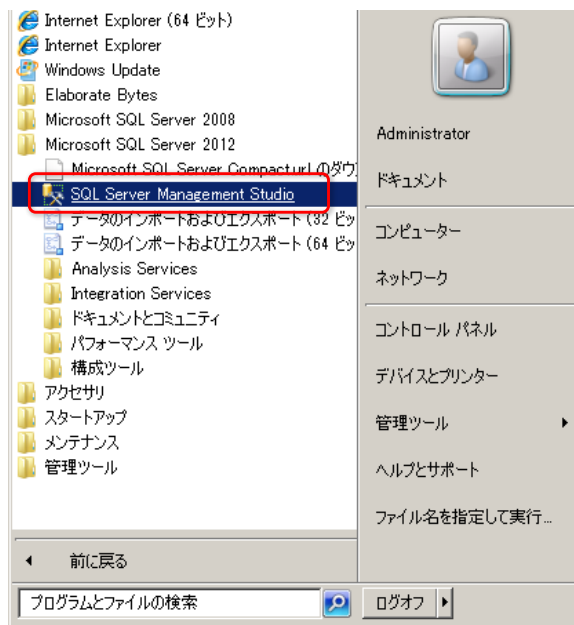 Internet Explorer (64 ビット)
Internet Explorer
Windows Update
Elaborate Bytes
Microsoft SQL Server 2008
Microsoft SQL Server 2012
Microsoft SQL Server Compact.url のダウ
SQL Server Management Studio
データのインポートおよびエクスポート (32 ビッ
データのインポートおよびエクスポート (64 ビッ
Analysis Services
Integration Services
ドキュメントとコミュニティ
パフォーマンス ツール
構成ツール
アクセサリ
スタートアップ
メンテナンス
管理ツール
前に戻る
プログラムとファイルの検索
Administrator
ドキュメント
コンピューター
ネットワーク
コントロール パネル
デバイスとプリンター
管理ツール
ヘルプとサポート
ファイル名を指定して実行...
ログオフ